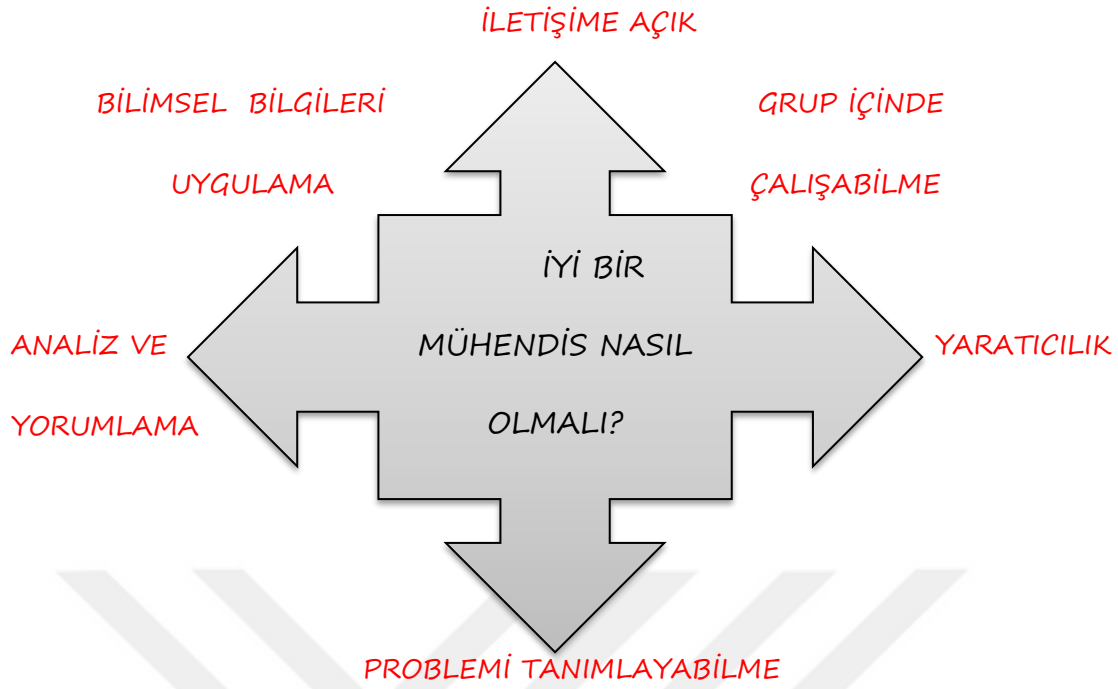 İLETİŞİME AÇIK
BİLİMSEL BİLGİLERİ
UYGULAMA
GRUP İÇİNDE
ÇALIŞABİLME
İYİ BİR
MÜHENDİS NASIL
OLMALI?
ANALİZ VE
YORUMLAMA
YARATICILIK
PROBLEMİ TANIMLAYABİLME